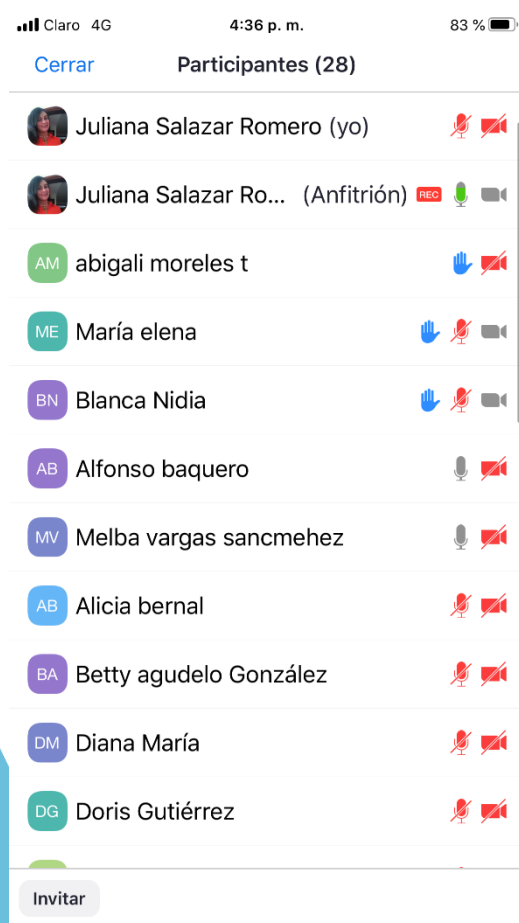 Claro 4G 4:36 p. m. 83 %
Cerrar Participantes (28)
Juliana Salazar Romero (yo)
Juliana Salazar Ro... (Anfitrión) REC
AM abigali moreles t
ME María elena
BN Blanca Nidia
AB Alfonso baquero
MV Melba vargas sancmehez
AB Alicia bernal
BA Betty agudelo González
DM Diana María
DG Doris Gutiérrez
Invitar